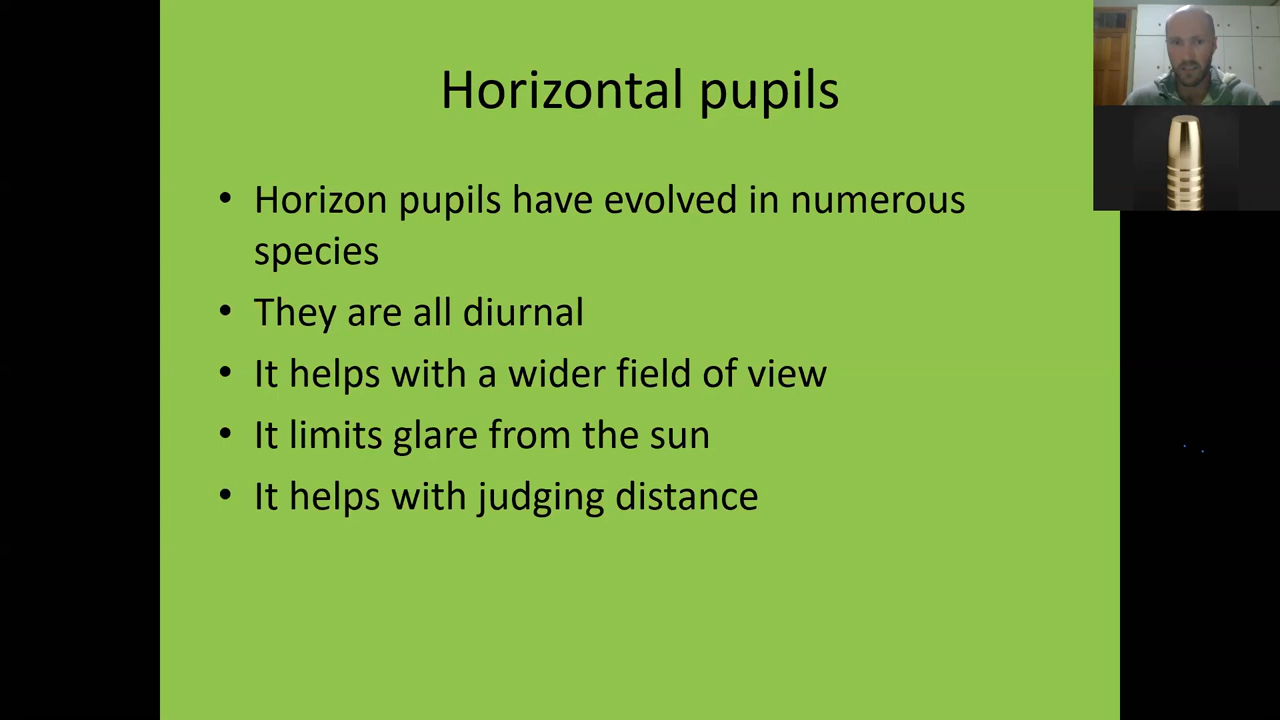 Horizontal pupils
• Horizon pupils have evolved in numerous
species
• They are all diurnal
• It helps with a wider field of view
• It limits glare from the sun
• It helps with judging distance